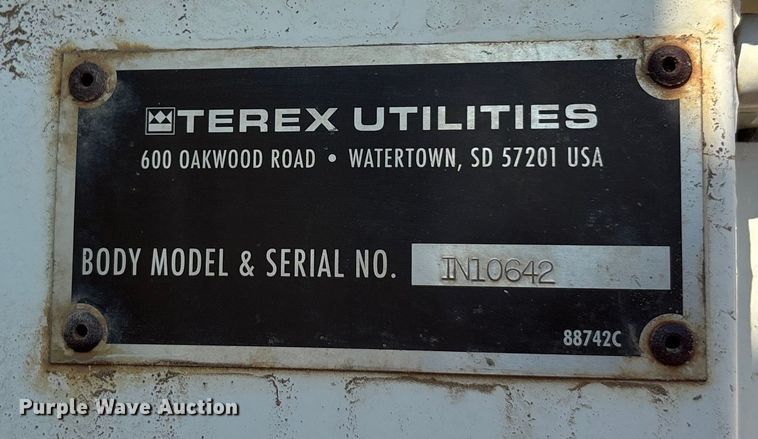 TEREX UTILITIES
600 OAKWOOD ROAD • WATERTOWN, SD 57201 USA
BODY MODEL & SERIAL NO. IN10642
88742C
Purple Wave Auction